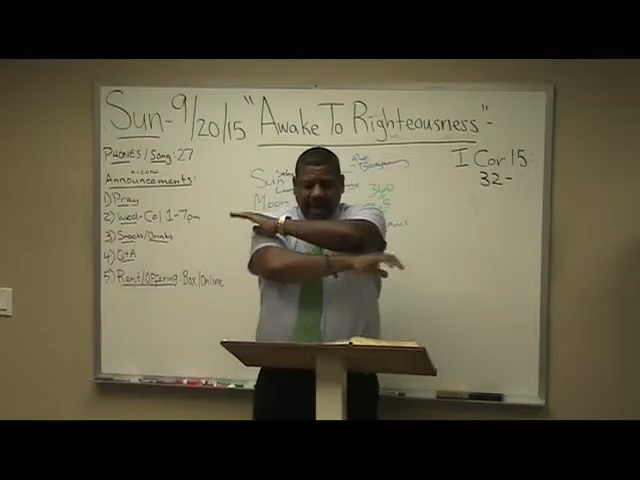 Sun-9/20/15 "Awake To Righteousness"-
PHONES/Song: 27
Announcements:
1) Pray
2) Wed-Col 1-7pm
3) Snacks/Drinks
4) Q+A
5) Rent/Offering: Box/Online
Sun
Moon
360
I Cor 15:
32-